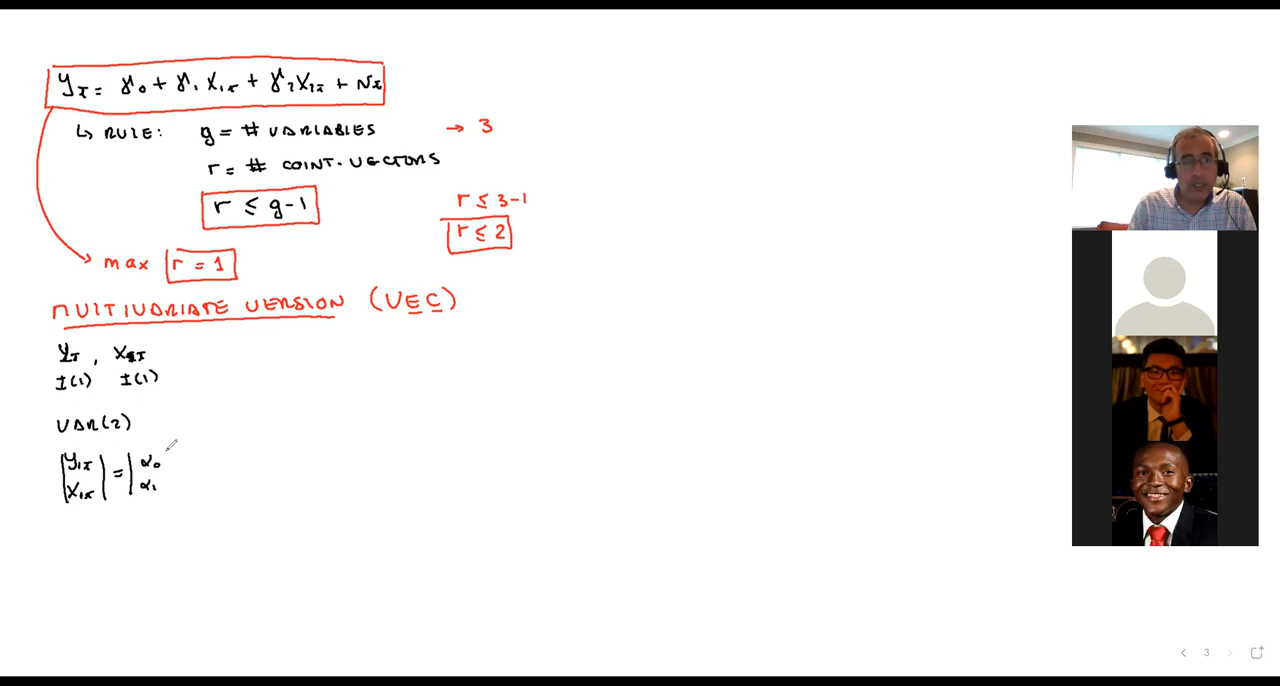 yₜ = γ₀ + γ₁ X₁ₜ + γ₂ X₂ₜ + Nₜ
↳ RULE: g = # VARIABLES → 3
r = # COINT. VECTORS
r ≤ g-1
r ≤ 3-1
r ≤ 2
max r = 1
MULTIVARIATE VERSION (VEC)
yₜ , X₁ₜ
I(1) I(1)
VAR(2)
|y₁ₜ| = |α₀
|X₁ₜ| |α₁
3